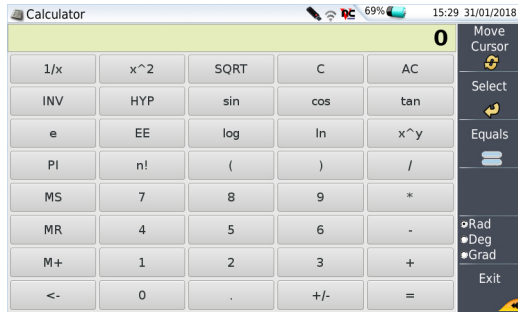 Calculator 69% 15:29 31/01/2018
0
Move
Cursor
1/x x^2 SQRT C AC
Select
INV HYP sin cos tan
e EE log ln x^y
Equals
PI n! ( ) /
MS 7 8 9 *
MR 4 5 6 -
Rad
Deg
Grad
M+ 1 2 3 +
Exit
<- 0 . +/- =